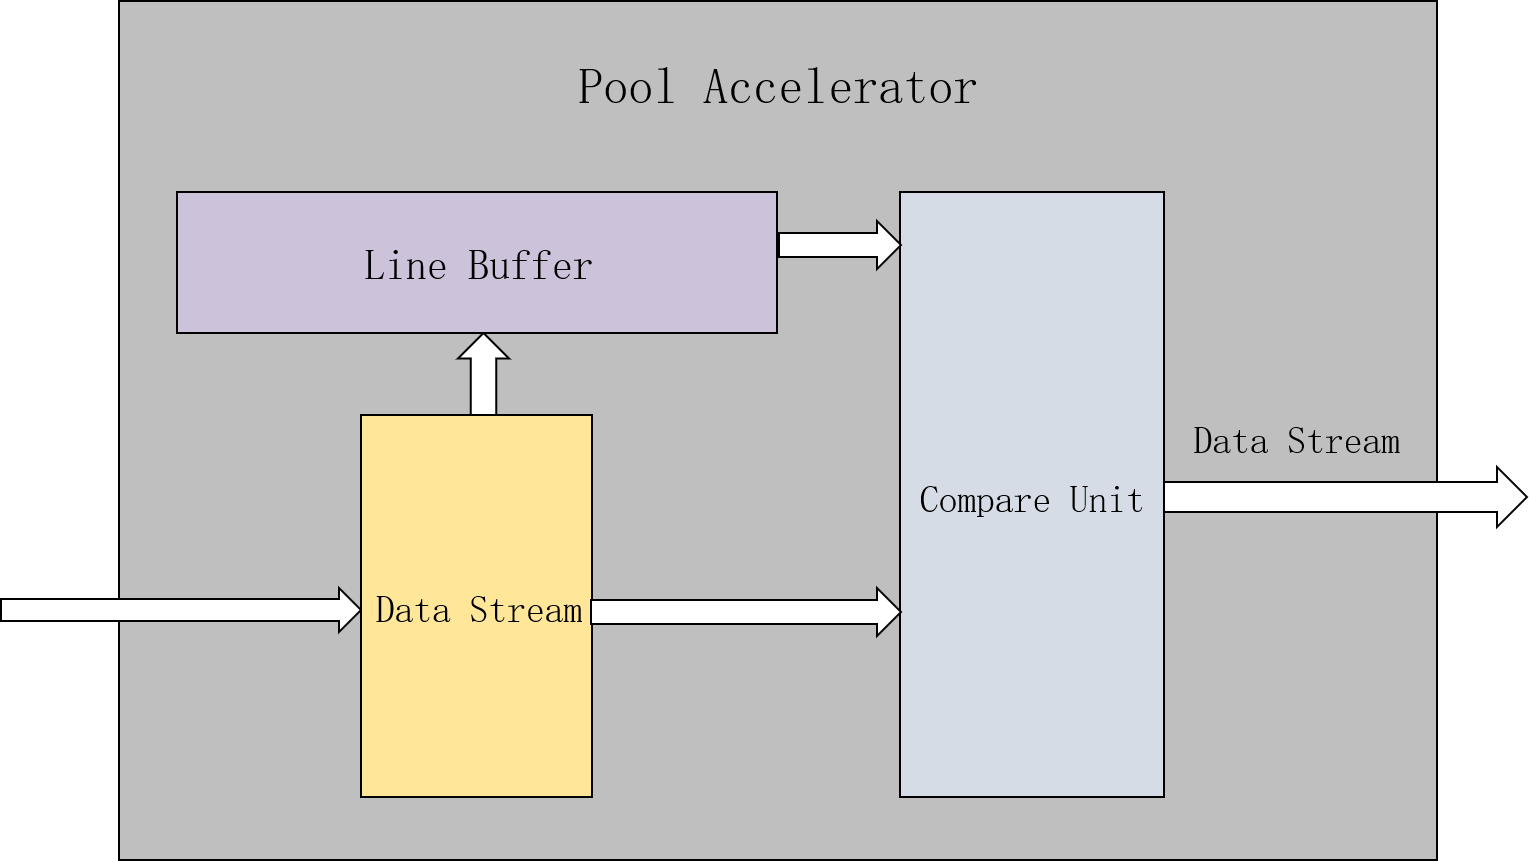 Pool Accelerator
Line Buffer
Data Stream
Compare Unit
Data Stream